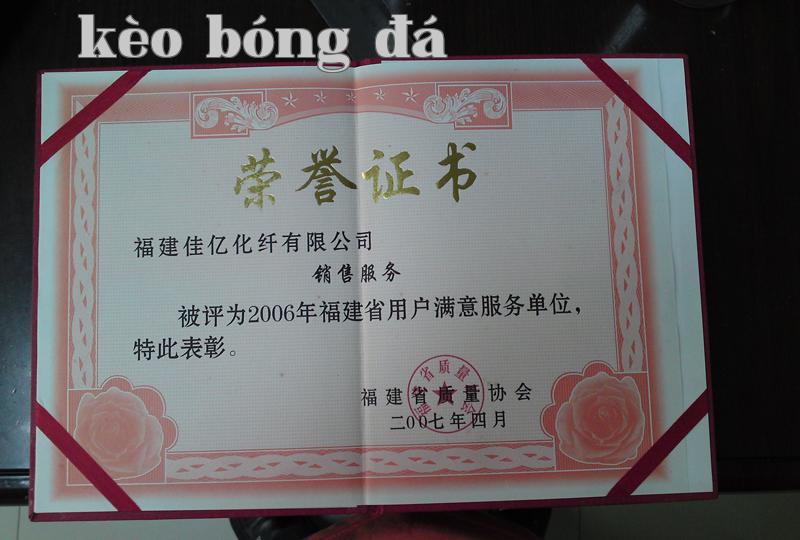 kèo bóng đá
荣誉证书
福建佳亿化纤有限公司
销售服务
被评为2006年福建省用户满意服务单位，
特此表彰。
福建省质量协会
二00七年四月